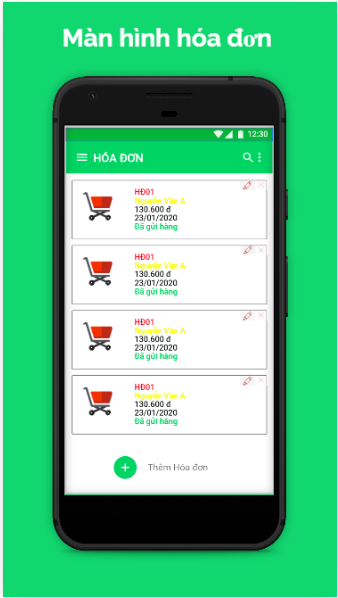 Màn hình hóa đơn
12:30
HÓA ĐƠN
HĐ01
Nguyễn Văn A
130.600 đ
23/01/2020
Đã gửi hàng
HĐ01
Nguyễn Văn A
130.600 đ
23/01/2020
Đã gửi hàng
HĐ01
Nguyễn Văn A
130.600 đ
23/01/2020
Đã gửi hàng
HĐ01
Nguyễn Văn A
130.600 đ
23/01/2020
Đã gửi hàng
Thêm Hóa đơn